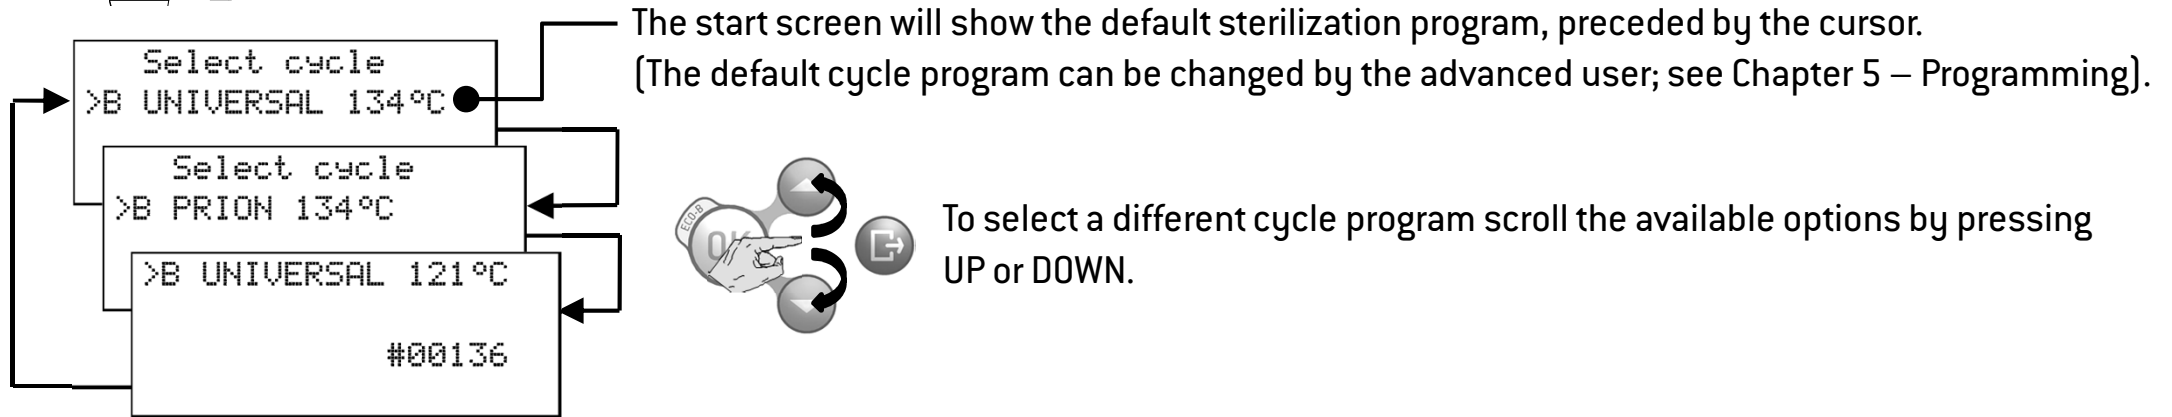 The start screen will show the default sterilization program, preceded by the cursor.
(The default cycle program can be changed by the advanced user; see Chapter 5 – Programming).
Select cycle
>B UNIVERSAL 134°C
Select cycle
>B PRION 134°C
>B UNIVERSAL 121°C
#00136
ECO-B
OK
To select a different cycle program scroll the available options by pressing
UP or DOWN.